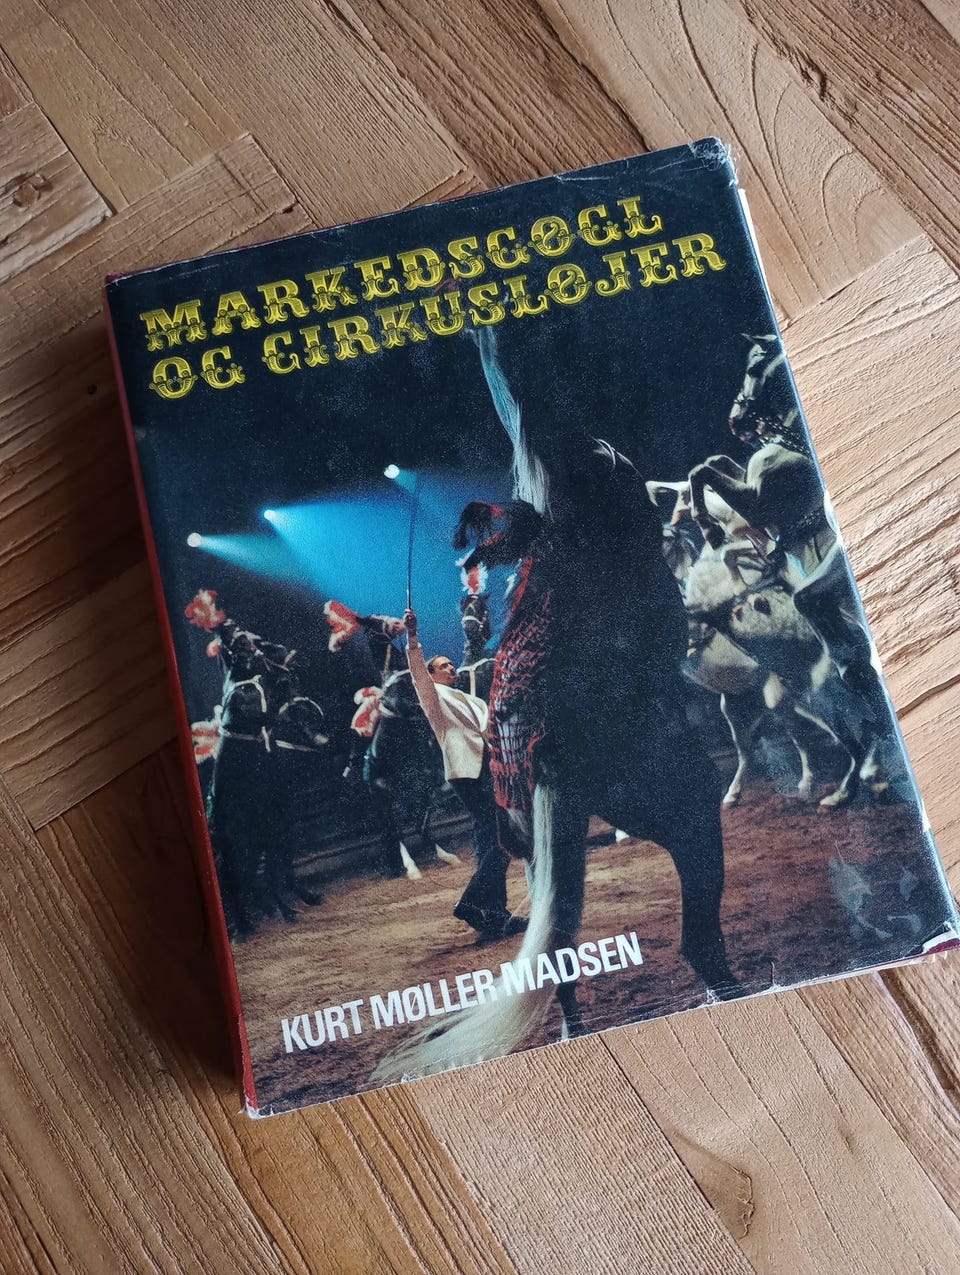 MARKEDSGØGL
OG CIRKUSLØJER
KURT MØLLER MADSEN